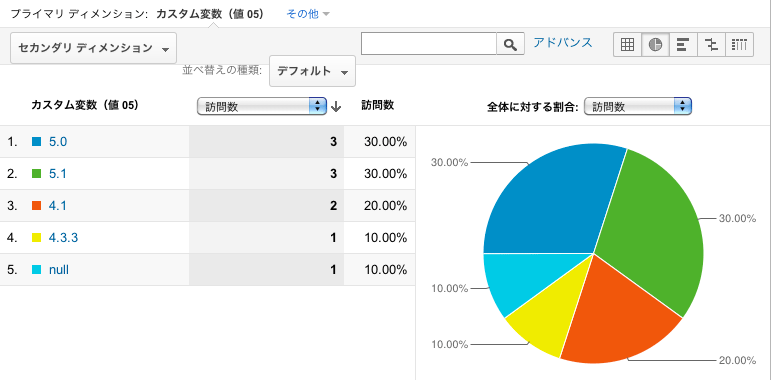 プライマリ ディメンション: カスタム変数（値 05） その他
セカンダリ ディメンション
並べ替えの種類: デフォルト
アドバンス
カスタム変数（値 05） 訪問数 訪問数
全体に対する割合: 訪問数
1. 5.0 3 30.00%
2. 5.1 3 30.00%
3. 4.1 2 20.00%
4. 4.3.3 1 10.00%
5. null 1 10.00%
30.00%
30.00%
10.00%
10.00%
20.00%